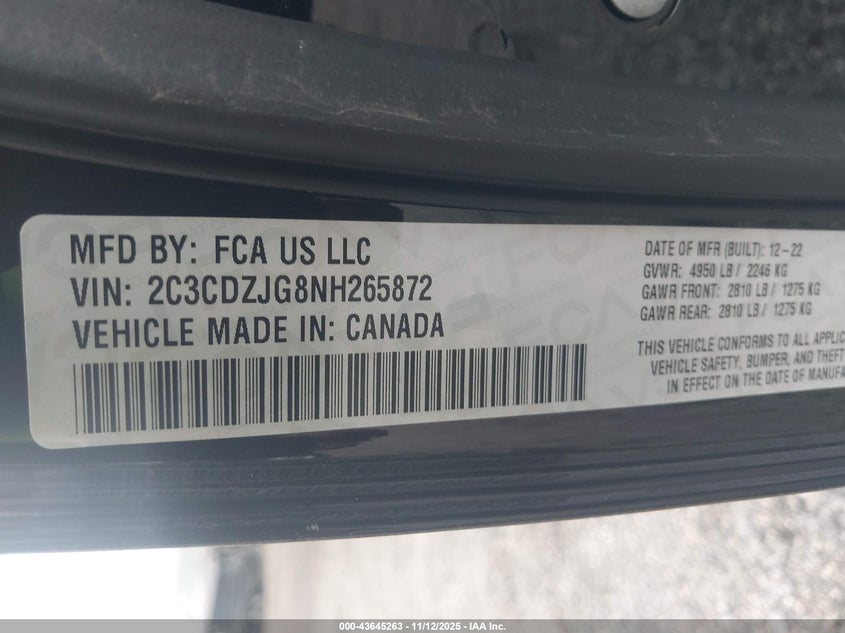 MFD BY: FCA US LLC
VIN: 2C3CDZJG8NH265872
VEHICLE MADE IN: CANADA
DATE OF MFR (BUILT): 12-22
GVWR: 4950 LB / 2246 KG
GAWR FRONT: 2810 LB / 1275 KG
GAWR REAR: 2810 LB / 1275 KG
THIS VEHICLE CONFORMS TO ALL APPLIC
VEHICLE SAFETY, BUMPER, AND THEFT
IN EFFECT ON THE DATE OF MANUFA
000-43645263 - 11/12/2025 - IAA Inc.